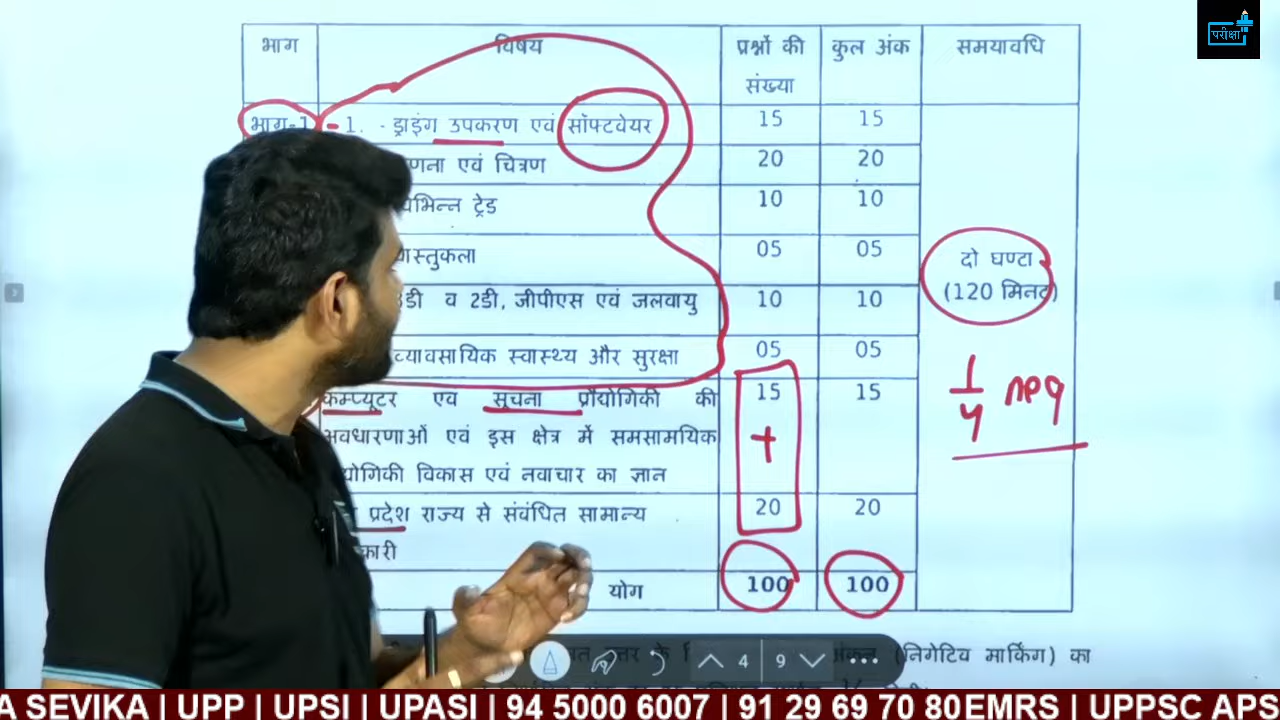 परीक्षा
भाग विषय प्रश्नों की संख्या कुल अंक समयावधि
भाग-1 1. - ड्राइंग उपकरण एवं सॉफ्टवेयर 15 15
एवं चित्रण 20 20
ट्रेड 10 10
05 05
व 2डी, जीपीएस एवं जलवायु 10 10
व्यावसायिक स्वास्थ्य और सुरक्षा 05 05
दो घण्टा
(120 मिनट)
1/4 neg
कम्प्यूटर एवं सूचना प्रौयोगिकी की 15 15
अवधारणाओं एवं इस क्षेत्र में समसामयिक
+
विकास एवं नवाचार का ज्ञान
प्रदेश राज्य से संबंधित सामान्य 20 20
योग 100 100
4 9
(निगेटिव मार्किंग) का
A SEVIKA | UPP | UPSI | UPASI | 94 5000 6007 | 91 29 69 70 80EMRS | UPPSC APS